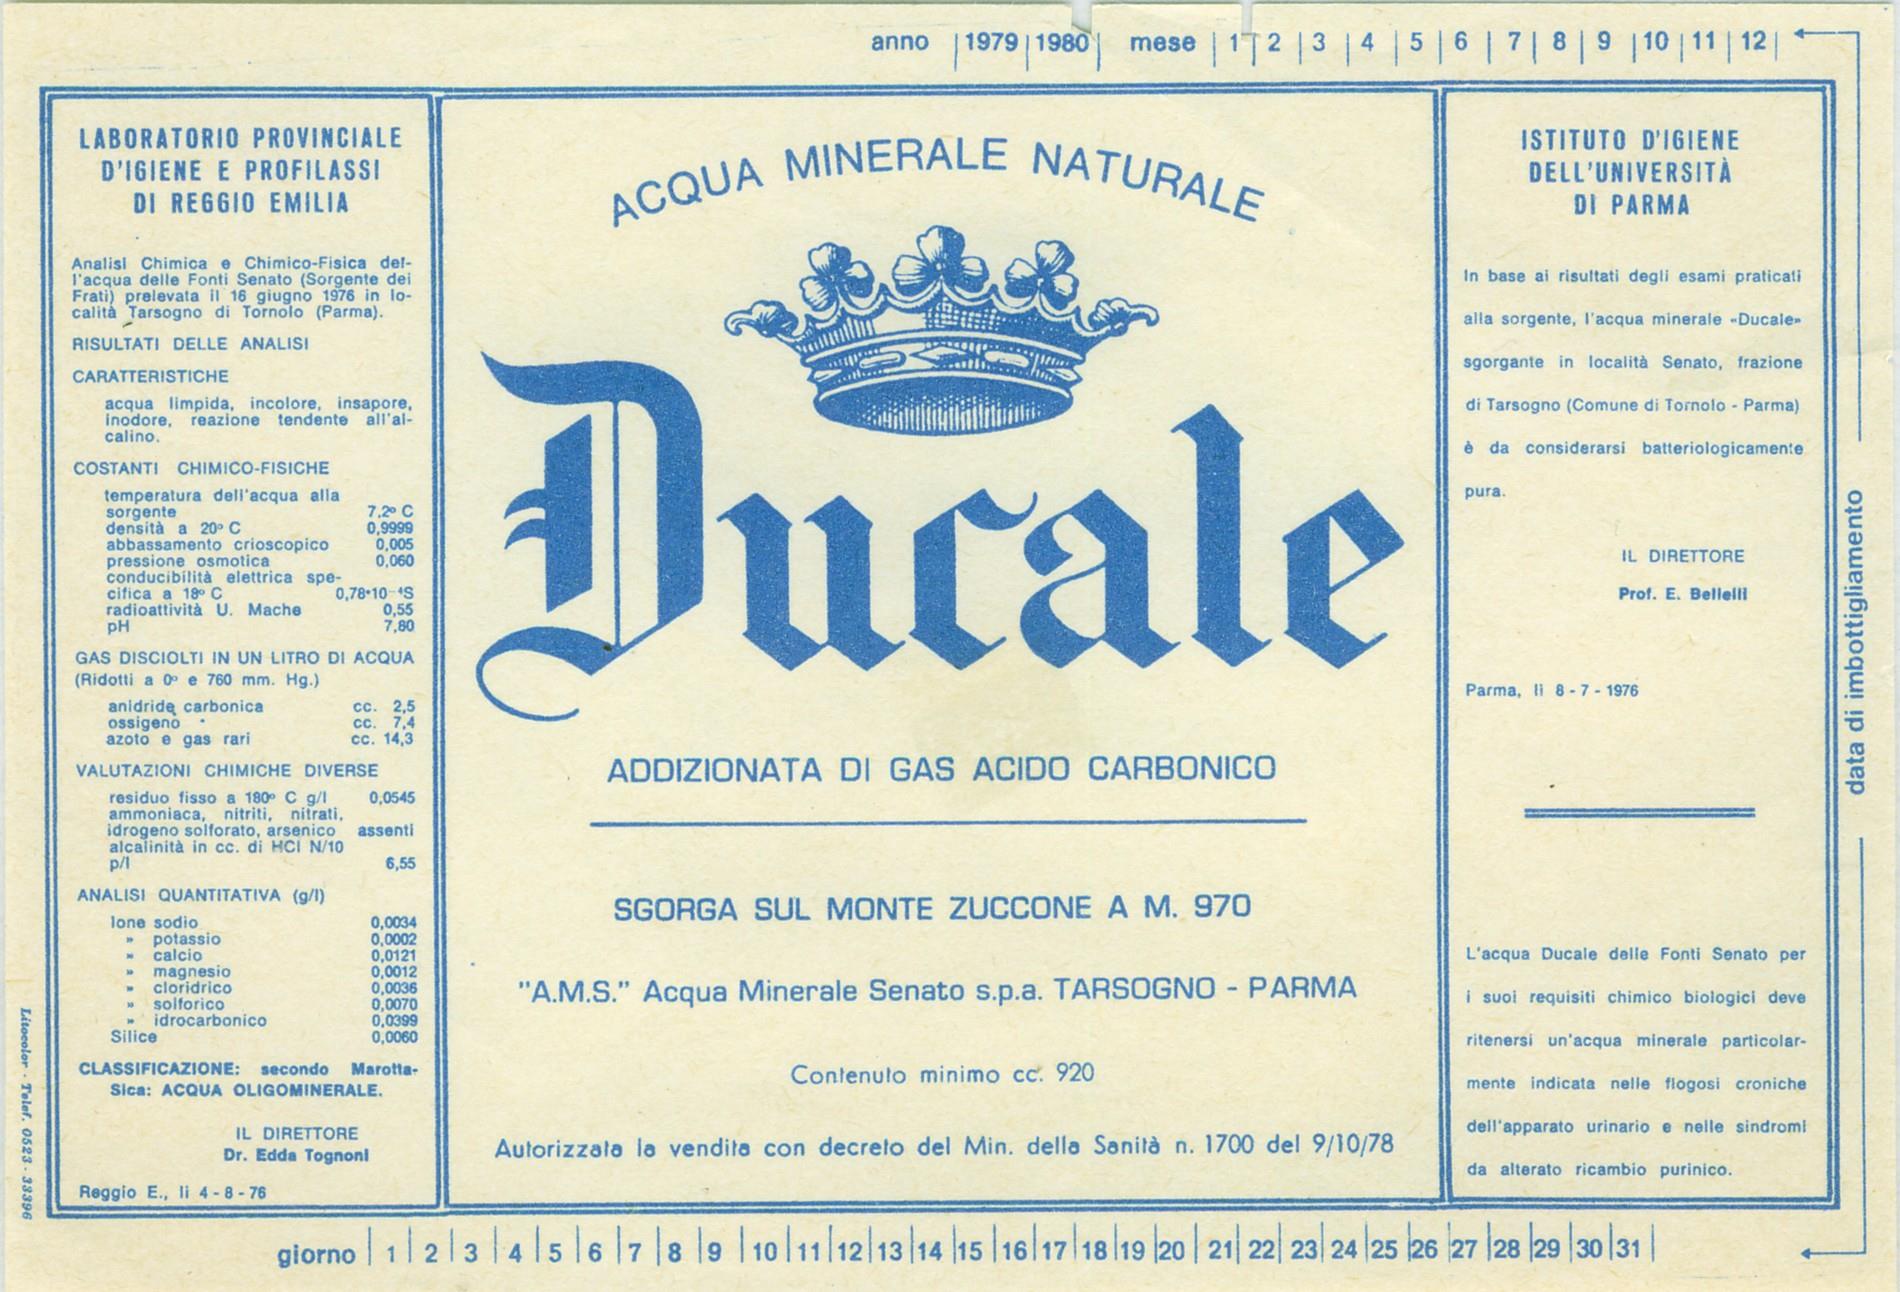 anno 1979 1980 mese 1 2 3 4 5 6 7 8 9 10 11 12
LABORATORIO PROVINCIALE
D'IGIENE E PROFILASSI
DI REGGIO EMILIA
Analisi Chimica e Chimico-Fisica del-
l'acqua delle Fonti Senato (Sorgente dei
Frati) prelevata il 16 giugno 1976 in lo-
calità Tarsogno di Tornolo (Parma).
RISULTATI DELLE ANALISI
CARATTERISTICHE
acqua limpida, incolore, insapore,
inodore, reazione tendente all'al-
calino.
COSTANTI CHIMICO-FISICHE
temperatura dell'acqua alla
sorgente 7,2º C
densità a 20º C 0,9999
abbassamento crioscopico 0,005
pressione osmotica 0,060
conducibilità elettrica spe-
cifica a 18º C 0,78•10⁻⁴S
radioattività U. Mache 0,55
pH 7,80
GAS DISCIOLTI IN UN LITRO DI ACQUA
(Ridotti a 0º e 760 mm. Hg.)
anidride carbonica cc. 2,5
ossigeno cc. 7,4
azoto e gas rari cc. 14,3
VALUTAZIONI CHIMICHE DIVERSE
residuo fisso a 180º C g/l 0,0545
ammoniaca, nitriti, nitrati,
idrogeno solforato, arsenico assenti
alcalinità in cc. di HCl N/10
p/l 6,55
ANALISI QUANTITATIVA (g/l)
Ione sodio 0,0034
» potassio 0,0002
» calcio 0,0121
» magnesio 0,0012
» cloridrico 0,0036
» solforico 0,0070
» idrocarbonico 0,0399
Silice 0,0060
CLASSIFICAZIONE: secondo Marotta-
Sica: ACQUA OLIGOMINERALE.
IL DIRETTORE
Dr. Edda Tognoni
Reggio E., li 4-8-76
Litocolor - Telef. 0523 - 33396
ACQUA MINERALE NATURALE
Ducale
ADDIZIONATA DI GAS ACIDO CARBONICO
SGORGA SUL MONTE ZUCCONE A M. 970
"A.M.S." Acqua Minerale Senato s.p.a. TARSOGNO - PARMA
Contenuto minimo cc. 920
Autorizzata la vendita con decreto del Min. della Sanità n. 1700 del 9/10/78
ISTITUTO D'IGIENE
DELL'UNIVERSITÀ
DI PARMA
In base ai risultati degli esami praticati
alla sorgente, l'acqua minerale «Ducale»
sgorgante in località Senato, frazione
di Tarsogno (Comune di Tornolo - Parma)
è da considerarsi batteriologicamente
pura.
IL DIRETTORE
Prof. E. Bellelli
Parma, li 8 - 7 - 1976
L'acqua Ducale delle Fonti Senato per
i suoi requisiti chimico biologici deve
ritenersi un'acqua minerale particolar-
mente indicata nelle flogosi croniche
dell'apparato urinario e nelle sindromi
da alterato ricambio purinico.
data di imbottigliamento
giorno 1 2 3 4 5 6 7 8 9 10 11 12 13 14 15 16 17 18 19 20 21 22 23 24 25 26 27 28 29 30 31